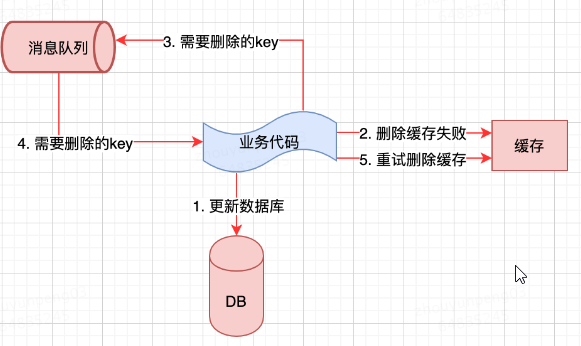 3. 需要删除的key
消息队列
4. 需要删除的key
业务代码
2. 删除缓存失败
5. 重试删除缓存
缓存
1. 更新数据库
DB